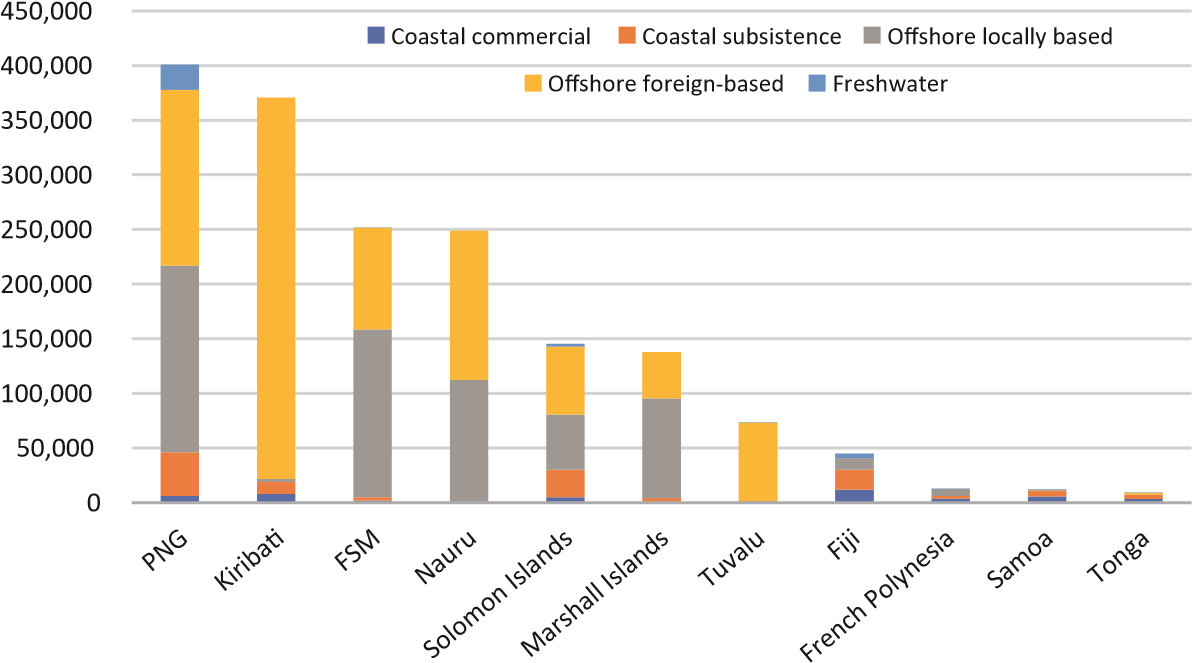 450,000
Coastal commercial Coastal subsistence Offshore locally based
400,000
Offshore foreign-based Freshwater
350,000
300,000
250,000
200,000
150,000
100,000
50,000
0
PNG
Kiribati
FSM
Nauru
Solomon Islands
Marshall Islands
Tuvalu
Fiji
French Polynesia
Samoa
Tonga